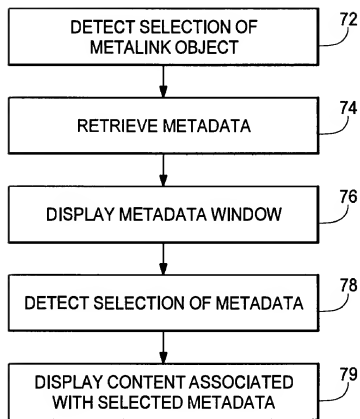 72
DETECT SELECTION OF
METALINK OBJECT
74
RETRIEVE METADATA
76
DISPLAY METADATA WINDOW
78
DETECT SELECTION OF METADATA
79
DISPLAY CONTENT ASSOCIATED
WITH SELECTED METADATA